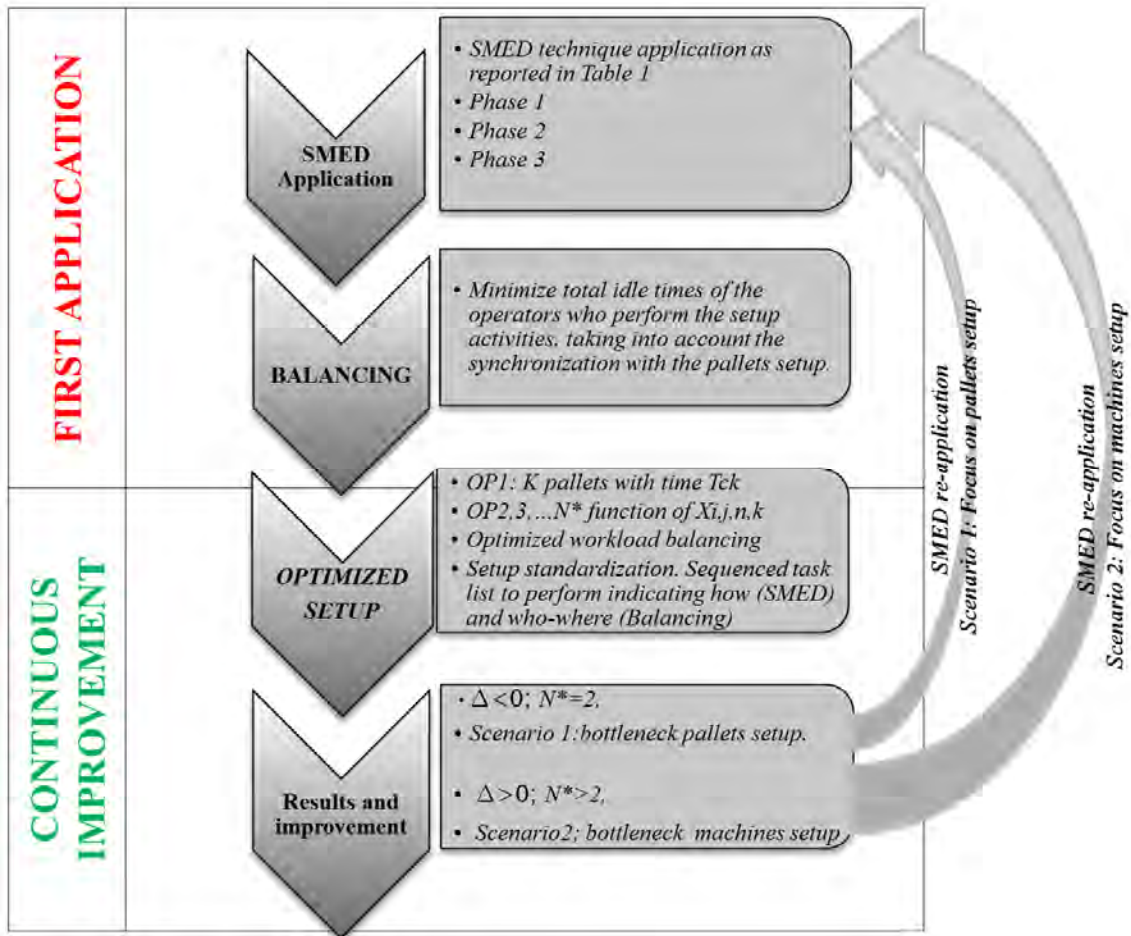 FIRST APPLICATION
SMED
Application
• SMED technique application as
reported in Table 1
• Phase 1
• Phase 2
• Phase 3
BALANCING
• Minimize total idle times of the
operators who perform the setup
activities, taking into account the
synchronization with the pallets setup.
CONTINUOUS
IMPROVEMENT
OPTIMIZED
SETUP
• OP1: K pallets with time Tck
• OP2,3,...N* function of Xi,j,n,k
• Optimized workload balancing
• Setup standardization. Sequenced task
list to perform indicating how (SMED)
and who-where (Balancing)
Results and
improvement
• Δ<0; N*=2,
• Scenario 1:bottleneck pallets setup.
• Δ>0; N*>2,
• Scenario2; bottleneck machines setup
SMED re-application
Scenario 1: Focus on pallets setup
SMED re-application
Scenario 2: Focus on machines setup